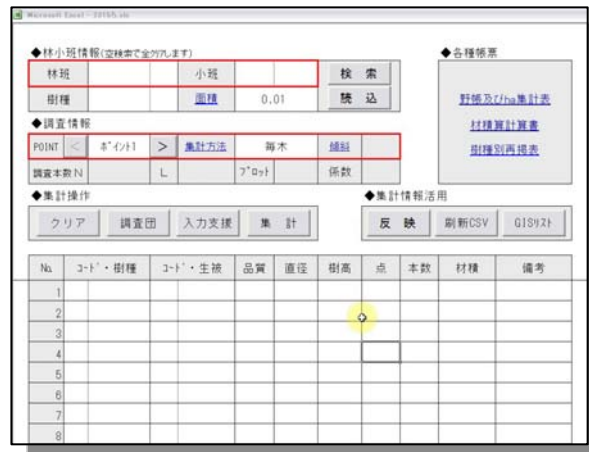 Microsoft Excel - 2015fb.xls
◆林小班情報(空検索で全ｸﾘｱします) ◆各種帳票
林班 小班 検 索
樹種 面積 0.01 読 込 野帳及びha集計表
◆調査情報 材積算計算書
POINT < ﾎﾟｲﾝﾄ1 > 集計方法 毎木 傾斜 樹種別再掲表
調査本数N L ﾌﾟﾛｯﾄ 係数
◆集計操作 ◆集計情報活用
クリア 調査団 入力支援 集 計 反 映 刷新CSV GISﾘｽﾄ
No. ｺｰﾄﾞ・樹種 ｺｰﾄﾞ・生被 品質 直径 樹高 点 本数 材積 備考
1
2
3
4
5
6
7
8